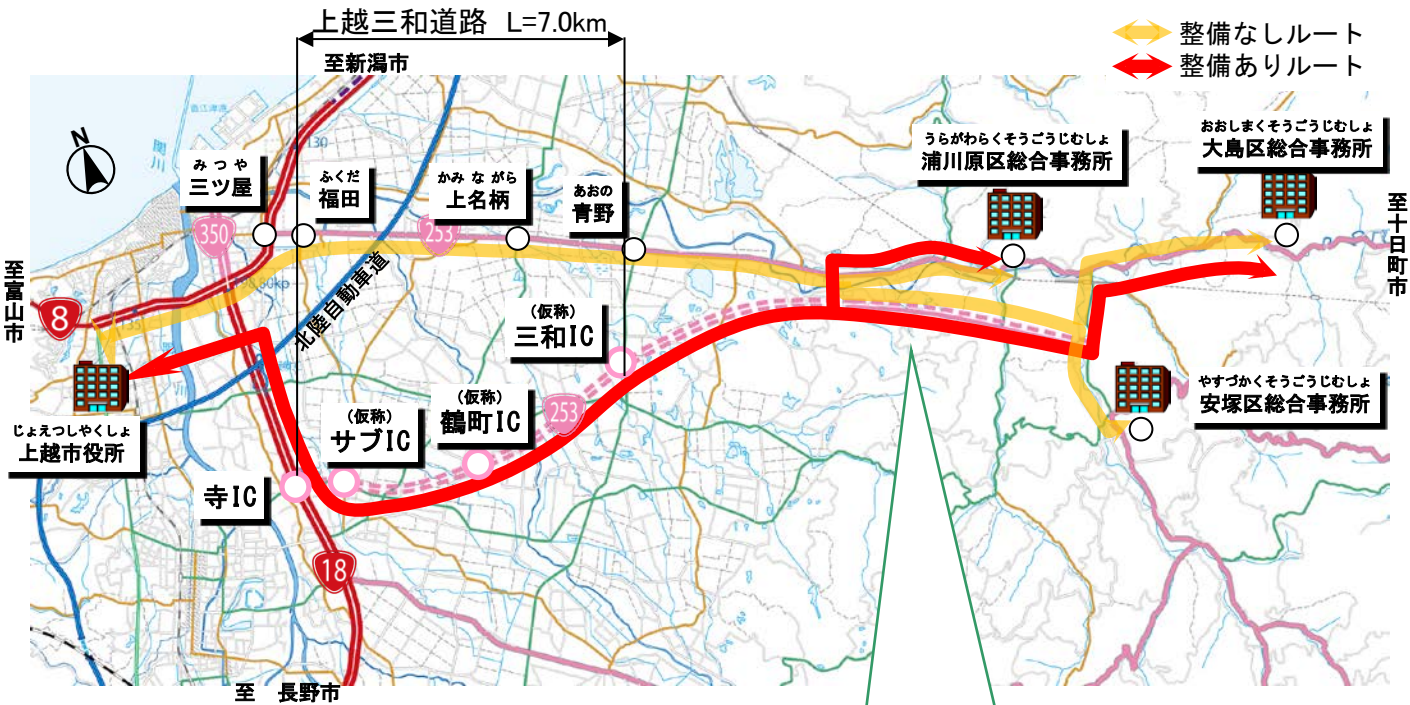 上越三和道路 L=7.0km
整備なしルート
整備ありルート
至新潟市
N
直江津港
関川
130
みつや
三ツ屋
ふくだ
福田
かみながら
上名柄
あおの
青野
うらがわらくそうごうじむしょ
浦川原区総合事務所
おおしまくそうごうじむしょ
大島区総合事務所
至十日町市
至富山市
350
253
8
北陸自動車道
(仮称)
三和IC
じょえつしやくしょ
上越市役所
(仮称)
サブIC
(仮称)
鶴町IC
253
やすづかくそうごうじむしょ
安塚区総合事務所
寺IC
18
至 長野市